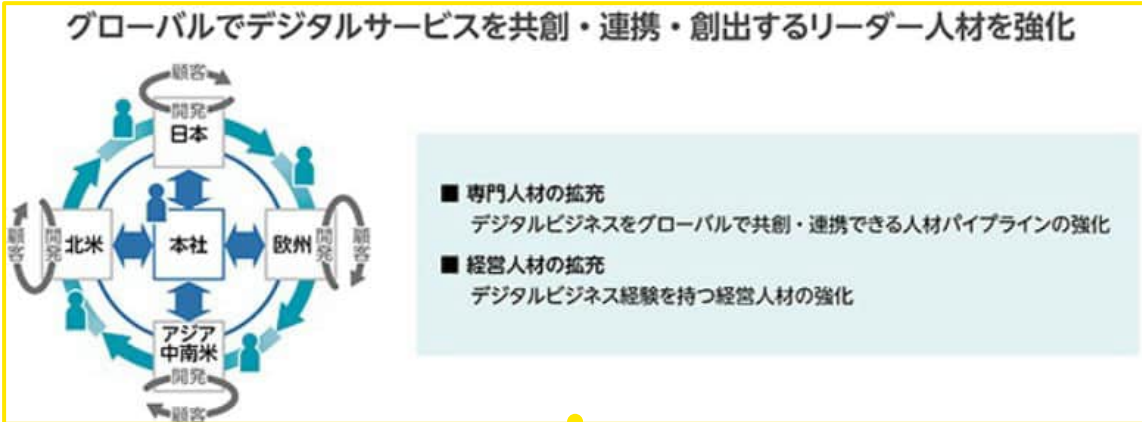 グローバルでデジタルサービスを共創・連携・創出するリーダー人材を強化
顧客
開発
日本
顧客
開発
北米
本社
欧州
開発
顧客
アジア
中南米
開発
顧客
■ 専門人材の拡充
デジタルビジネスをグローバルで共創・連携できる人材パイプラインの強化
■ 経営人材の拡充
デジタルビジネス経験を持つ経営人材の強化